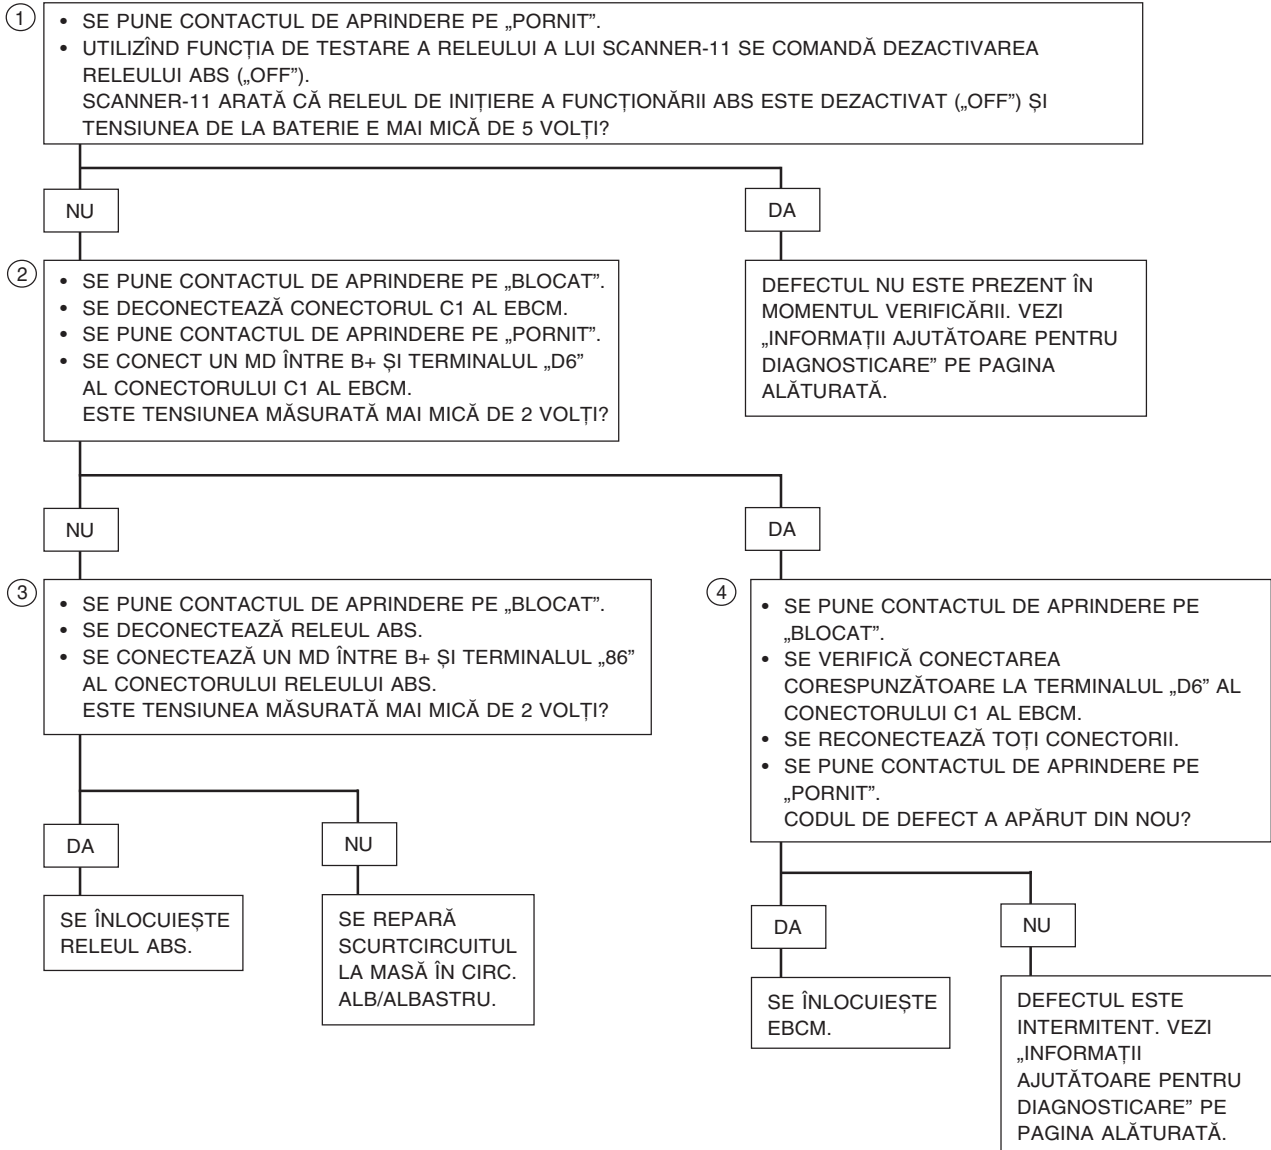 1
• SE PUNE CONTACTUL DE APRINDERE PE „PORNIT”.
• UTILIZÎND FUNCȚIA DE TESTARE A RELEULUI A LUI SCANNER-11 SE COMANDĂ DEZACTIVAREA
RELEULUI ABS („OFF”).
SCANNER-11 ARATĂ CĂ RELEUL DE INIȚIERE A FUNCȚIONĂRII ABS ESTE DEZACTIVAT („OFF”) ȘI
TENSIUNEA DE LA BATERIE E MAI MICĂ DE 5 VOLȚI?
NU
DA
2
• SE PUNE CONTACTUL DE APRINDERE PE „BLOCAT”.
• SE DECONECTEAZĂ CONECTORUL C1 AL EBCM.
• SE PUNE CONTACTUL DE APRINDERE PE „PORNIT”.
• SE CONECT UN MD ÎNTRE B+ ȘI TERMINALUL „D6”
AL CONECTORULUI C1 AL EBCM.
ESTE TENSIUNEA MĂSURATĂ MAI MICĂ DE 2 VOLȚI?
DEFECTUL NU ESTE PREZENT ÎN
MOMENTUL VERIFICĂRII. VEZI
„INFORMAȚII AJUTĂTOARE PENTRU
DIAGNOSTICARE” PE PAGINA
ALĂTURATĂ.
NU
DA
3
• SE PUNE CONTACTUL DE APRINDERE PE „BLOCAT”.
• SE DECONECTEAZĂ RELEUL ABS.
• SE CONECTEAZĂ UN MD ÎNTRE B+ ȘI TERMINALUL „86”
AL CONECTORULUI RELEULUI ABS.
ESTE TENSIUNEA MĂSURATĂ MAI MICĂ DE 2 VOLȚI?
4
• SE PUNE CONTACTUL DE APRINDERE PE
„BLOCAT”.
• SE VERIFICĂ CONECTAREA
CORESPUNZĂTOARE LA TERMINALUL „D6” AL
CONECTORULUI C1 AL EBCM.
• SE RECONECTEAZĂ TOȚI CONECTORII.
• SE PUNE CONTACTUL DE APRINDERE PE
„PORNIT”.
CODUL DE DEFECT A APĂRUT DIN NOU?
DA
NU
SE ÎNLOCUIEȘTE
RELEUL ABS.
SE REPARĂ
SCURTCIRCUITUL
LA MASĂ ÎN CIRC.
ALB/ALBASTRU.
DA
NU
SE ÎNLOCUIEȘTE
EBCM.
DEFECTUL ESTE
INTERMITENT. VEZI
„INFORMAȚII
AJUTĂTOARE PENTRU
DIAGNOSTICARE” PE
PAGINA ALĂTURATĂ.